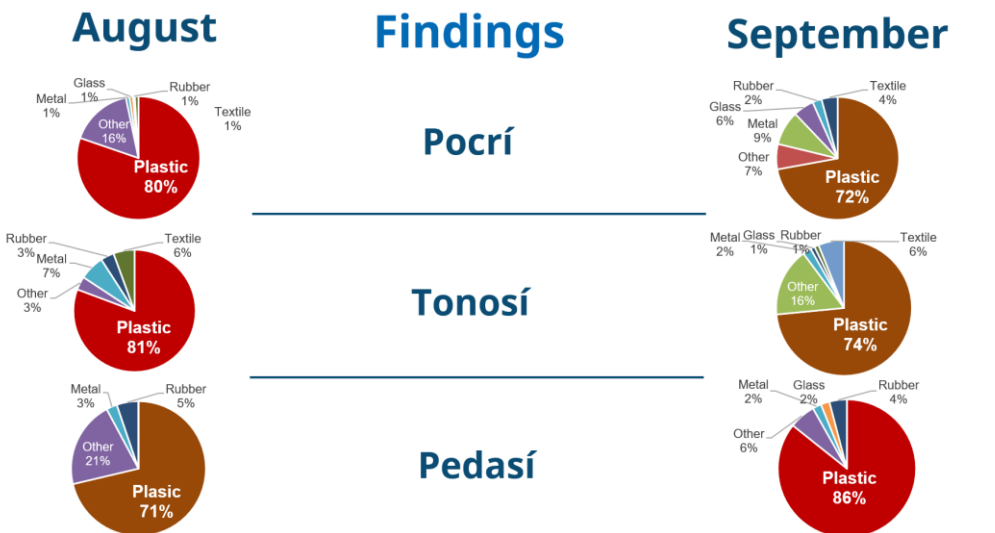 August
Findings
September
Glass
1%
Rubber
1%
Metal
1%
Textile
1%
Other
16%
Plastic
80%
Pocrí
Rubber
2%
Textile
4%
Glass
6%
Metal
9%
Other
7%
Plastic
72%
Rubber
3%
Textile
6%
Metal
7%
Other
3%
Plastic
81%
Tonosí
Metal
2%
Glass
1%
Rubber
1%
Textile
6%
Other
16%
Plastic
74%
Metal
3%
Rubber
5%
Other
21%
Plasic
71%
Pedasí
Metal
2%
Glass
2%
Rubber
4%
Other
6%
Plastic
86%